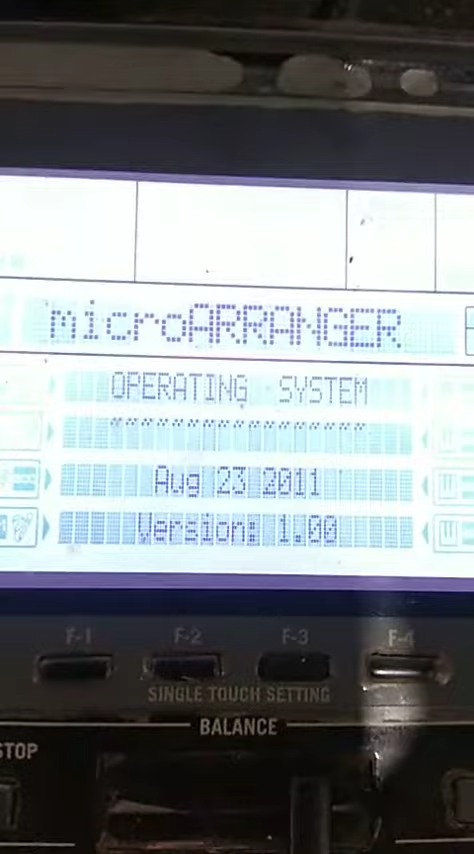 microARRANGER
OPERATING SYSTEM
Aug 23 2011
Version: 1.00
F-1 F-2 F-3 F-4
SINGLE TOUCH SETTING
BALANCE
STOP